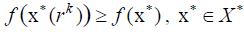 f(x*(r^k)) ≥ f(x*) , x* ∈ X*